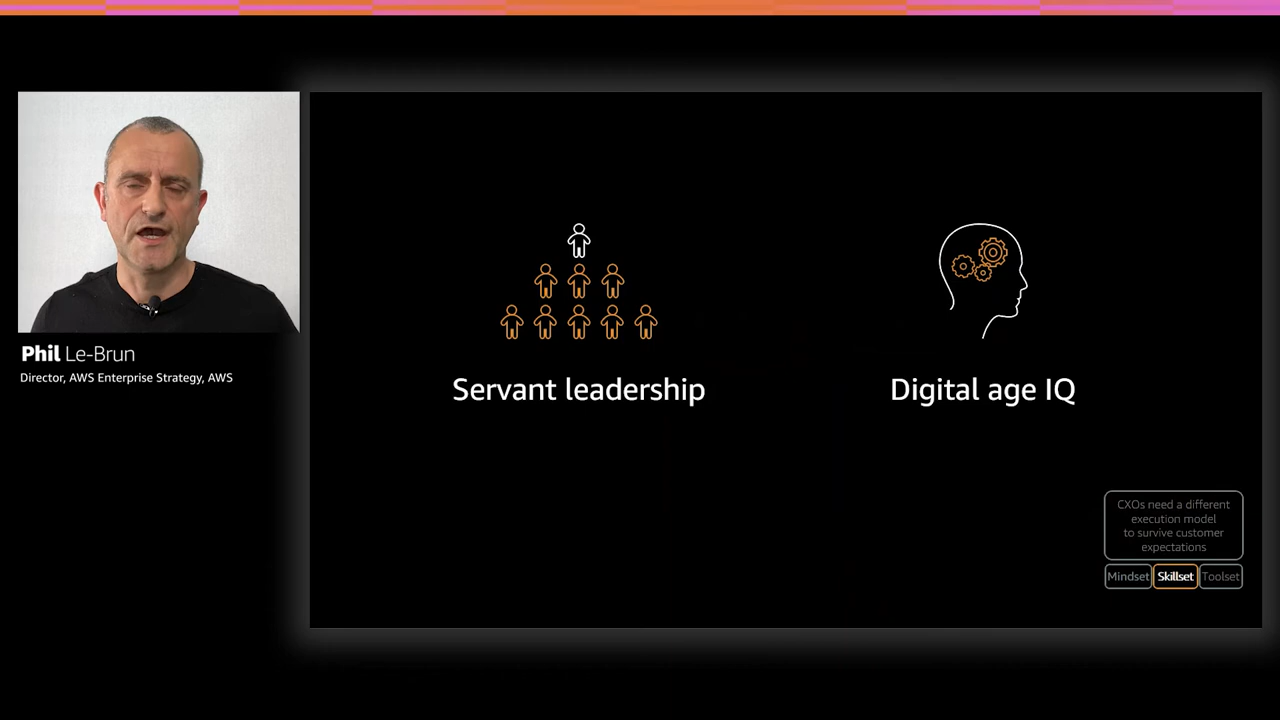 Phil Le-Brun
Director, AWS Enterprise Strategy, AWS
Servant leadership
Digital age IQ
CXOs need a different
execution model
to survive customer
expectations
Mindset Skillset Toolset